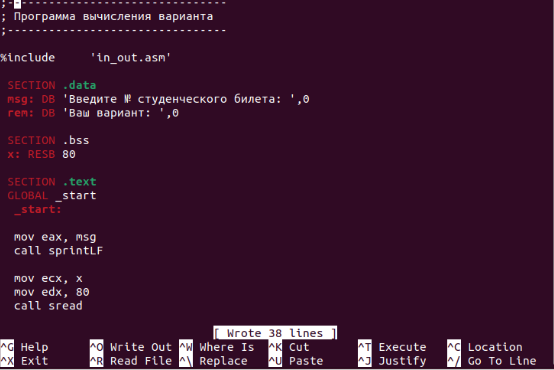 ;--------------------------------
; Программа вычисления варианта
;--------------------------------
%include 'in_out.asm'
SECTION .data
msg: DB 'Введите № студенческого билета: ',0
rem: DB 'Ваш вариант: ',0
SECTION .bss
x: RESB 80
SECTION .text
GLOBAL _start
_start:
mov eax, msg
call sprintLF
mov ecx, x
mov edx, 80
call sread
[ Wrote 38 lines ]
^G Help ^O Write Out ^W Where Is ^K Cut ^T Execute ^C Location
^X Exit ^R Read File ^\ Replace ^U Paste ^J Justify ^/ Go To Line